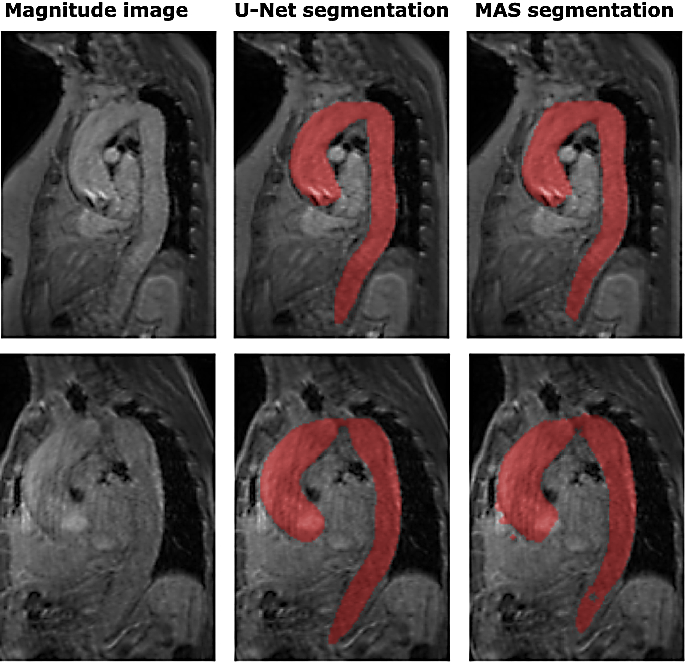 Magnitude image
U-Net segmentation
MAS segmentation